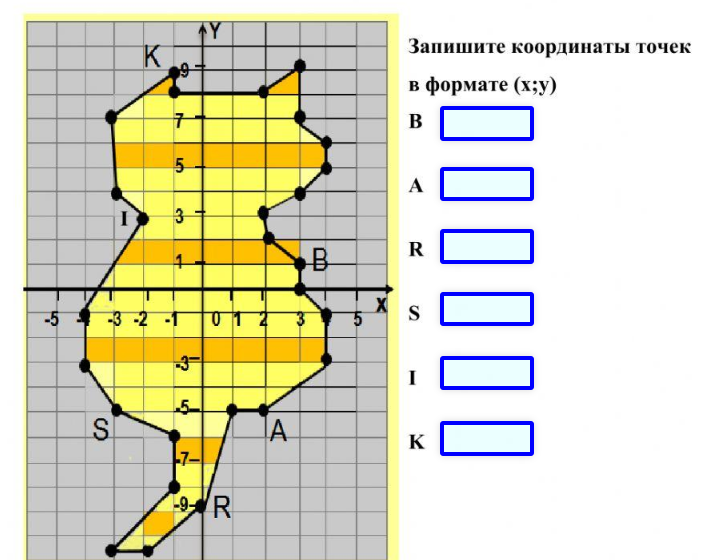 Y
K
9
7
5
I
3
1
B
X
-5 -4 -3 -2 -1 0 1 2 3 4 5
-3
-5
S
A
-7
-9
R
Запишите координаты точек
в формате (x;y)
B
A
R
S
I
K